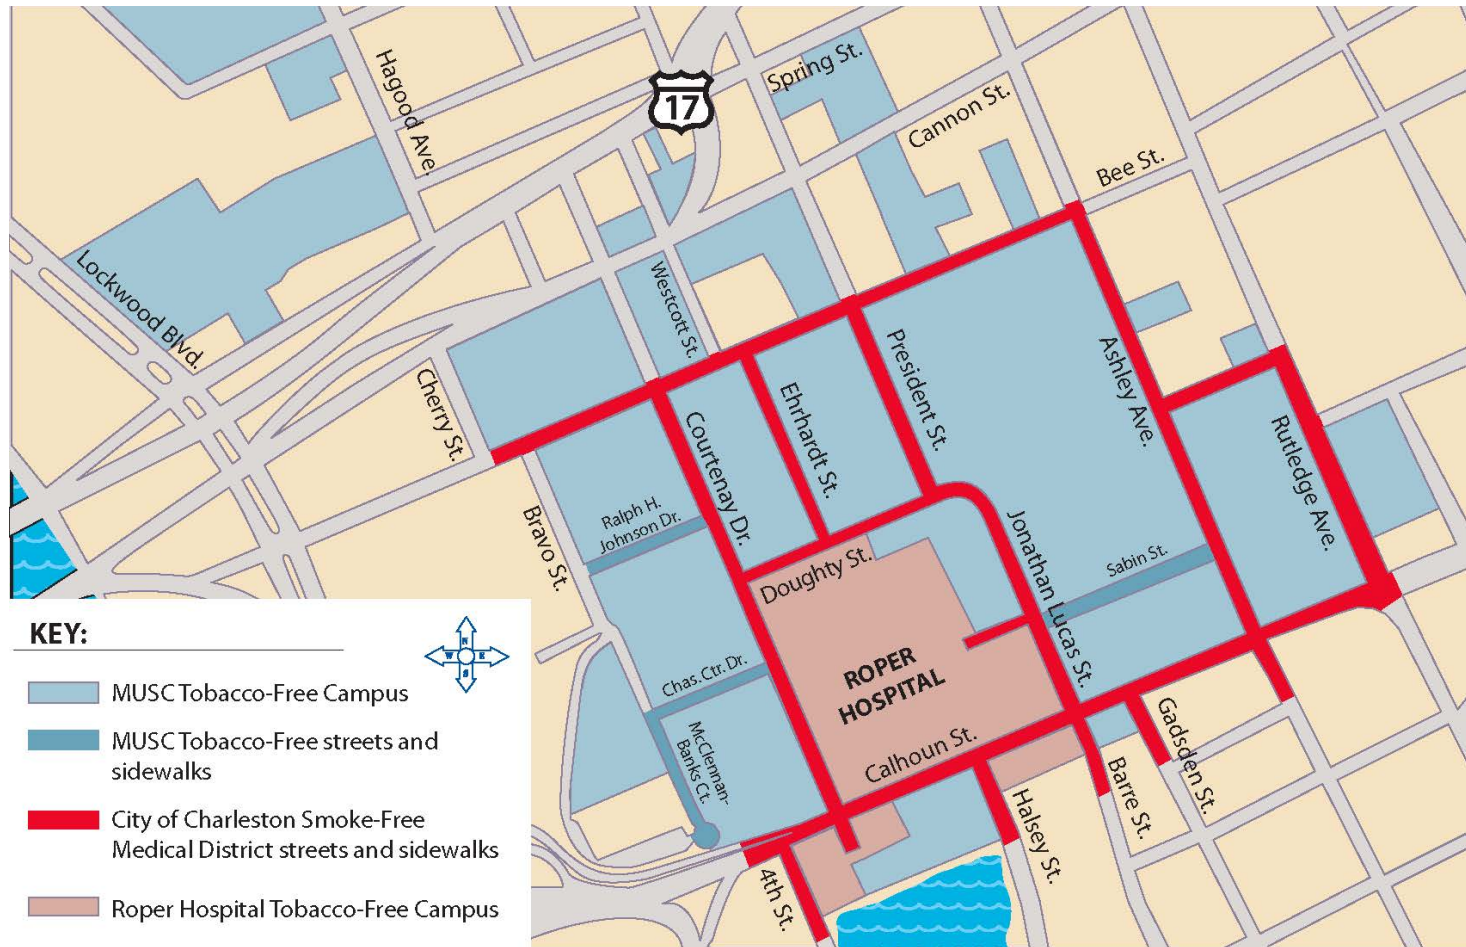 Hagood Ave.
17
Spring St.
Cannon St.
Bee St.
Lockwood Blvd.
Westcott St.
Cherry St.
Courtenay Dr.
Ehrhardt St.
President St.
Ashley Ave.
Rutledge Ave.
Ralph H.
Johnson Dr.
Bravo St.
Doughty St.
Jonathan Lucas St.
Sabin St.
Chas. Ctr. Dr.
McClennan-
Banks Ct.
ROPER
HOSPITAL
Calhoun St.
Gadsden St.
Barre St.
Halsey St.
4th St.
KEY:
N
W E
S
MUSC Tobacco-Free Campus
MUSC Tobacco-Free streets and
sidewalks
City of Charleston Smoke-Free
Medical District streets and sidewalks
Roper Hospital Tobacco-Free Campus